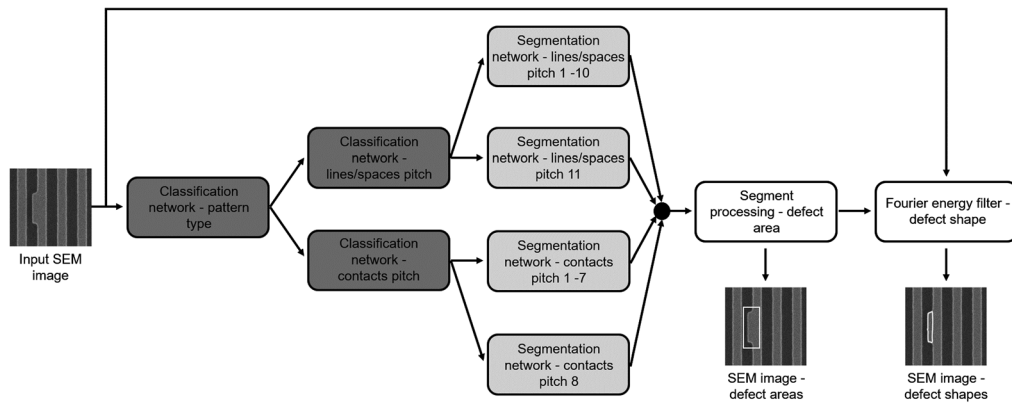 Input SEM
image
Classification
network - pattern
type
Classification
network -
lines/spaces pitch
Classification
network -
contacts pitch
Segmentation
network - lines/spaces
pitch 1 -10
Segmentation
network - lines/spaces
pitch 11
Segmentation
network - contacts
pitch 1 -7
Segmentation
network - contacts
pitch 8
Segment
processing - defect
area
Fourier energy filter -
defect shape
SEM image -
defect areas
SEM image -
defect shapes